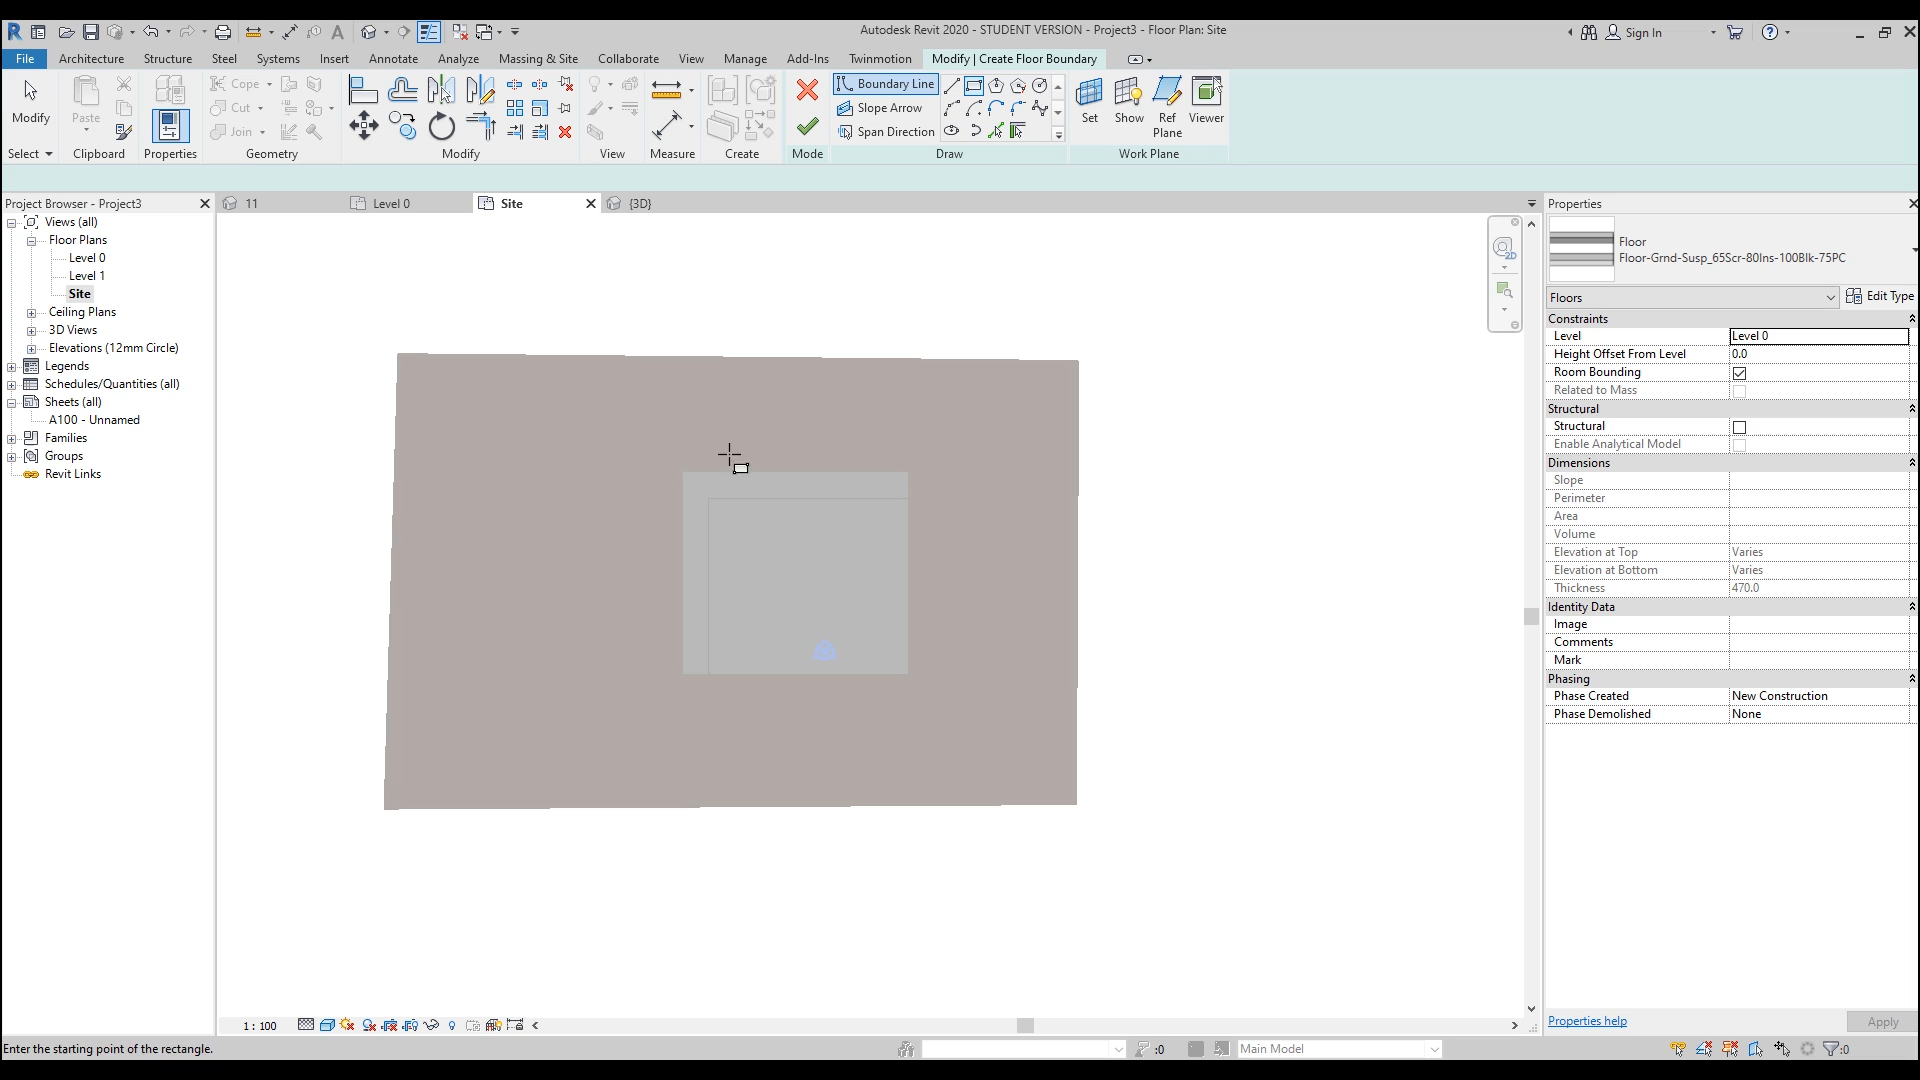 Autodesk Revit 2020 - STUDENT VERSION - Project3 - Floor Plan: Site
Sign In
File
Architecture
Structure
Steel
Systems
Insert
Annotate
Analyze
Massing & Site
Collaborate
View
Manage
Add-Ins
Twinmotion
Modify | Create Floor Boundary
Modify
Paste
Cope
Cut
Join
Boundary Line
Slope Arrow
Span Direction
Set
Show
Ref
Plane
Viewer
Select
Clipboard
Properties
Geometry
Modify
View
Measure
Create
Mode
Draw
Work Plane
Project Browser - Project3
11
Level 0
Site
{3D}
Properties
Views (all)
Floor Plans
Level 0
Level 1
Site
Ceiling Plans
3D Views
Elevations (12mm Circle)
Legends
Schedules/Quantities (all)
Sheets (all)
A100 - Unnamed
Families
Groups
Revit Links
2D
Floor
Floor-Grnd-Susp_65Scr-80Ins-100Blk-75PC
Floors
Edit Type
Constraints
Level Level 0
Height Offset From Level 0.0
Room Bounding
Related to Mass
Structural
Structural
Enable Analytical Model
Dimensions
Slope
Perimeter
Area
Volume
Elevation at Top Varies
Elevation at Bottom Varies
Thickness 470.0
Identity Data
Image
Comments
Mark
Phasing
Phase Created New Construction
Phase Demolished None
Properties help
Apply
1 : 100
Enter the starting point of the rectangle.
:0
Main Model
:0